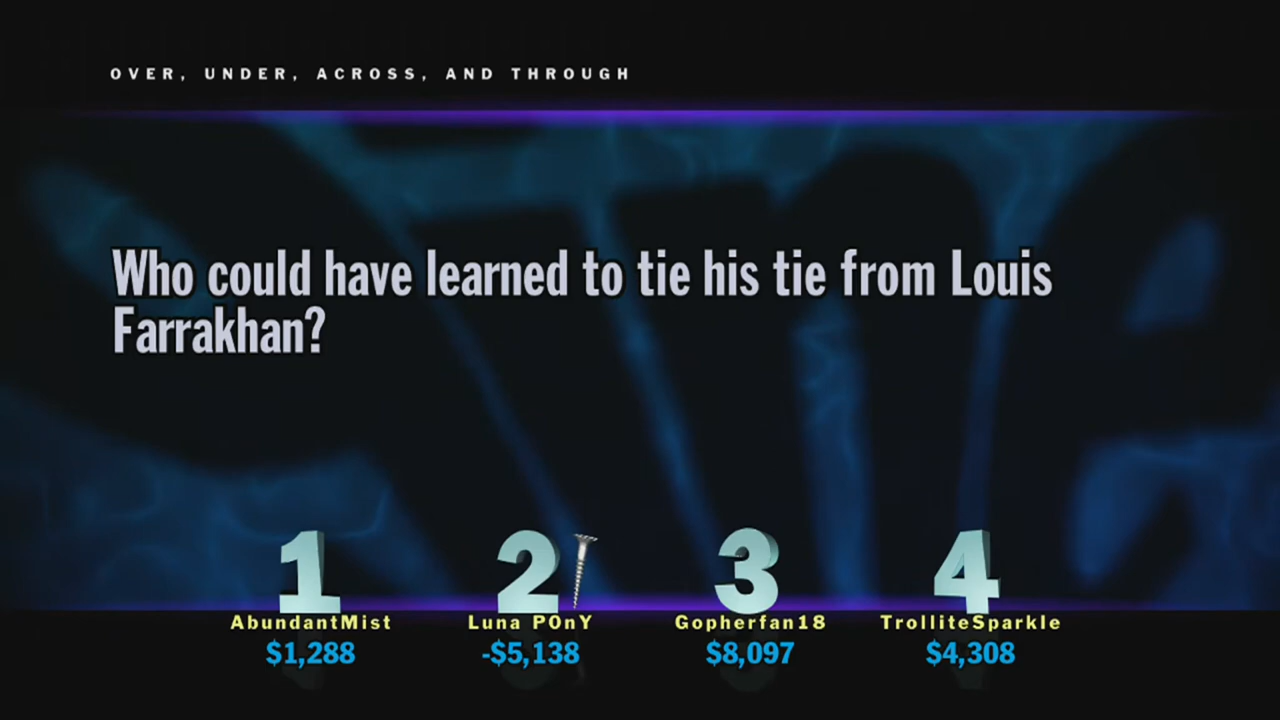 OVER, UNDER, ACROSS, AND THROUGH
Who could have learned to tie his tie from Louis
Farrakhan?
1 2 3 4
AbundantMist Luna P0nY Gopherfan18 TrolliteSparkle
$1,288 -$5,138 $8,097 $4,308